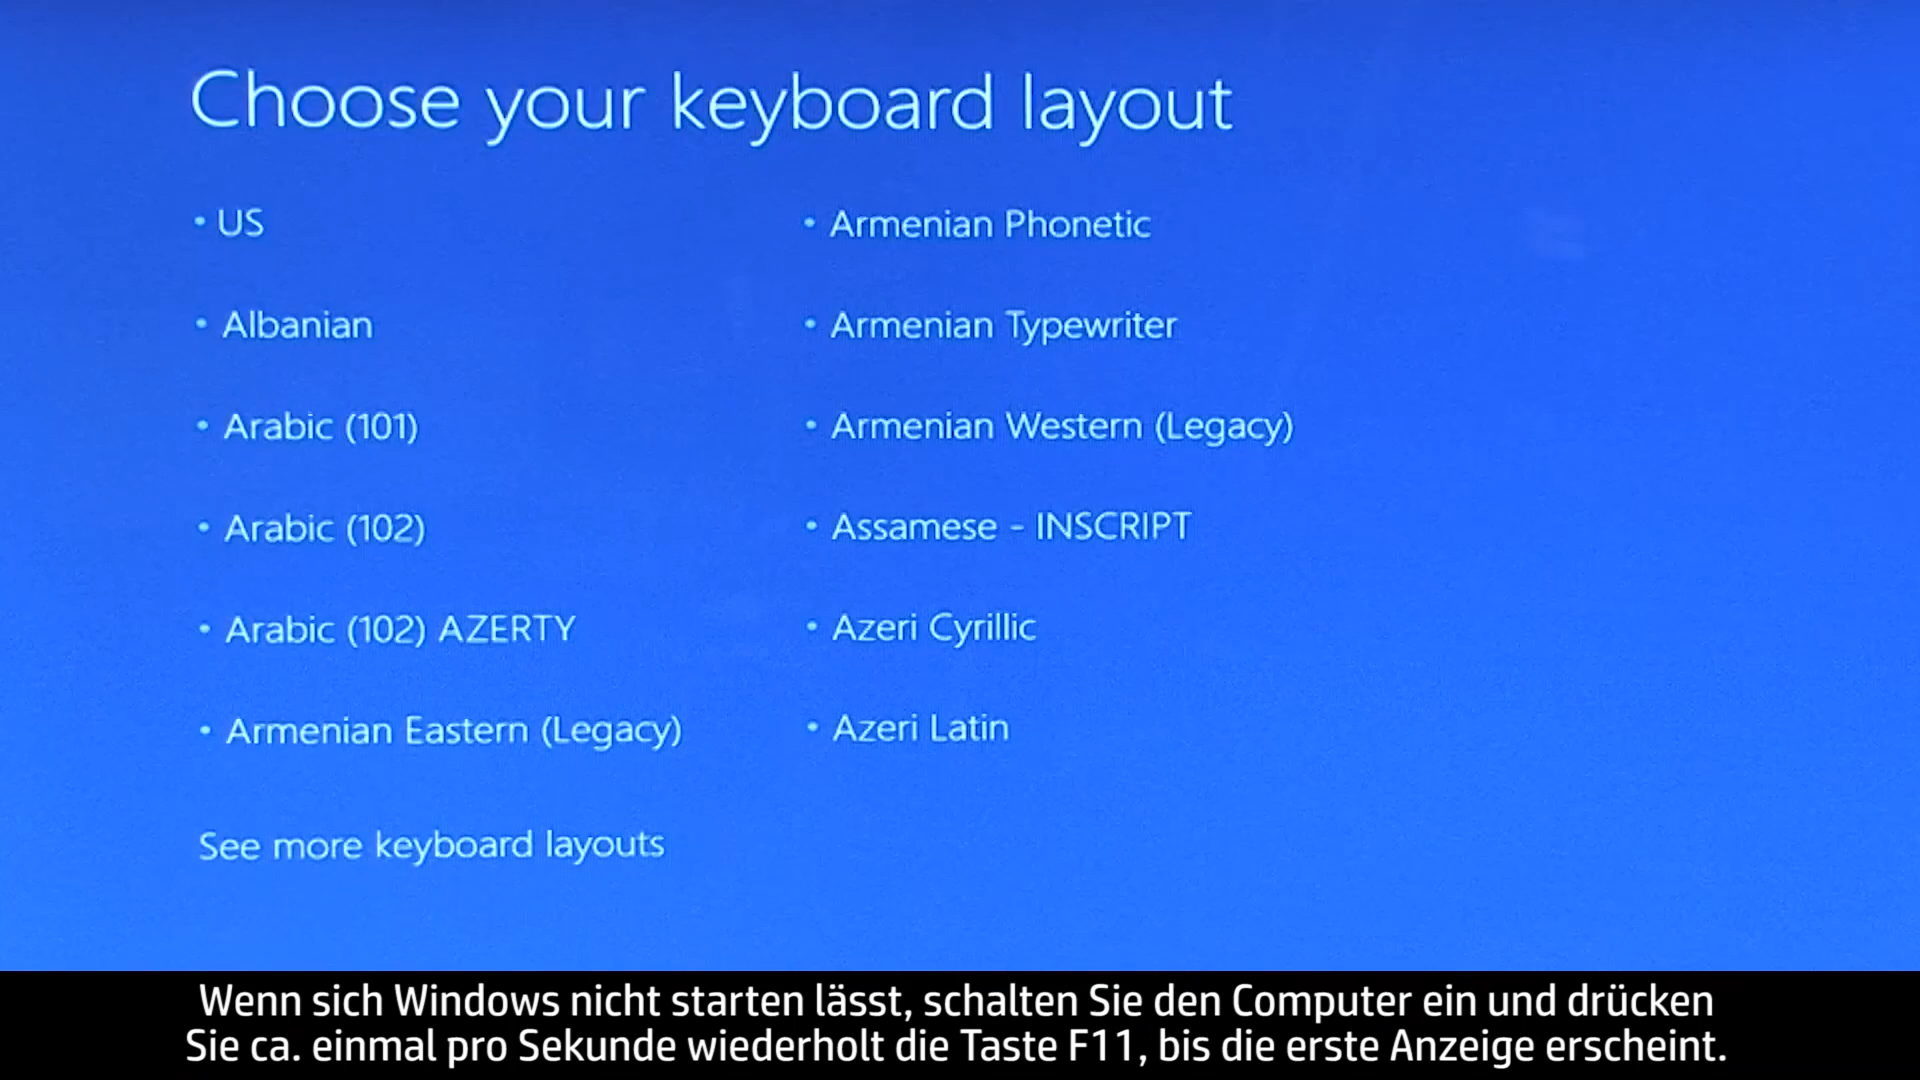 Choose your keyboard layout
• US
• Albanian
• Arabic (101)
• Arabic (102)
• Arabic (102) AZERTY
• Armenian Eastern (Legacy)
• Armenian Phonetic
• Armenian Typewriter
• Armenian Western (Legacy)
• Assamese - INSCRIPT
• Azeri Cyrillic
• Azeri Latin
See more keyboard layouts
Wenn sich Windows nicht starten lässt, schalten Sie den Computer ein und drücken
Sie ca. einmal pro Sekunde wiederholt die Taste F11, bis die erste Anzeige erscheint.